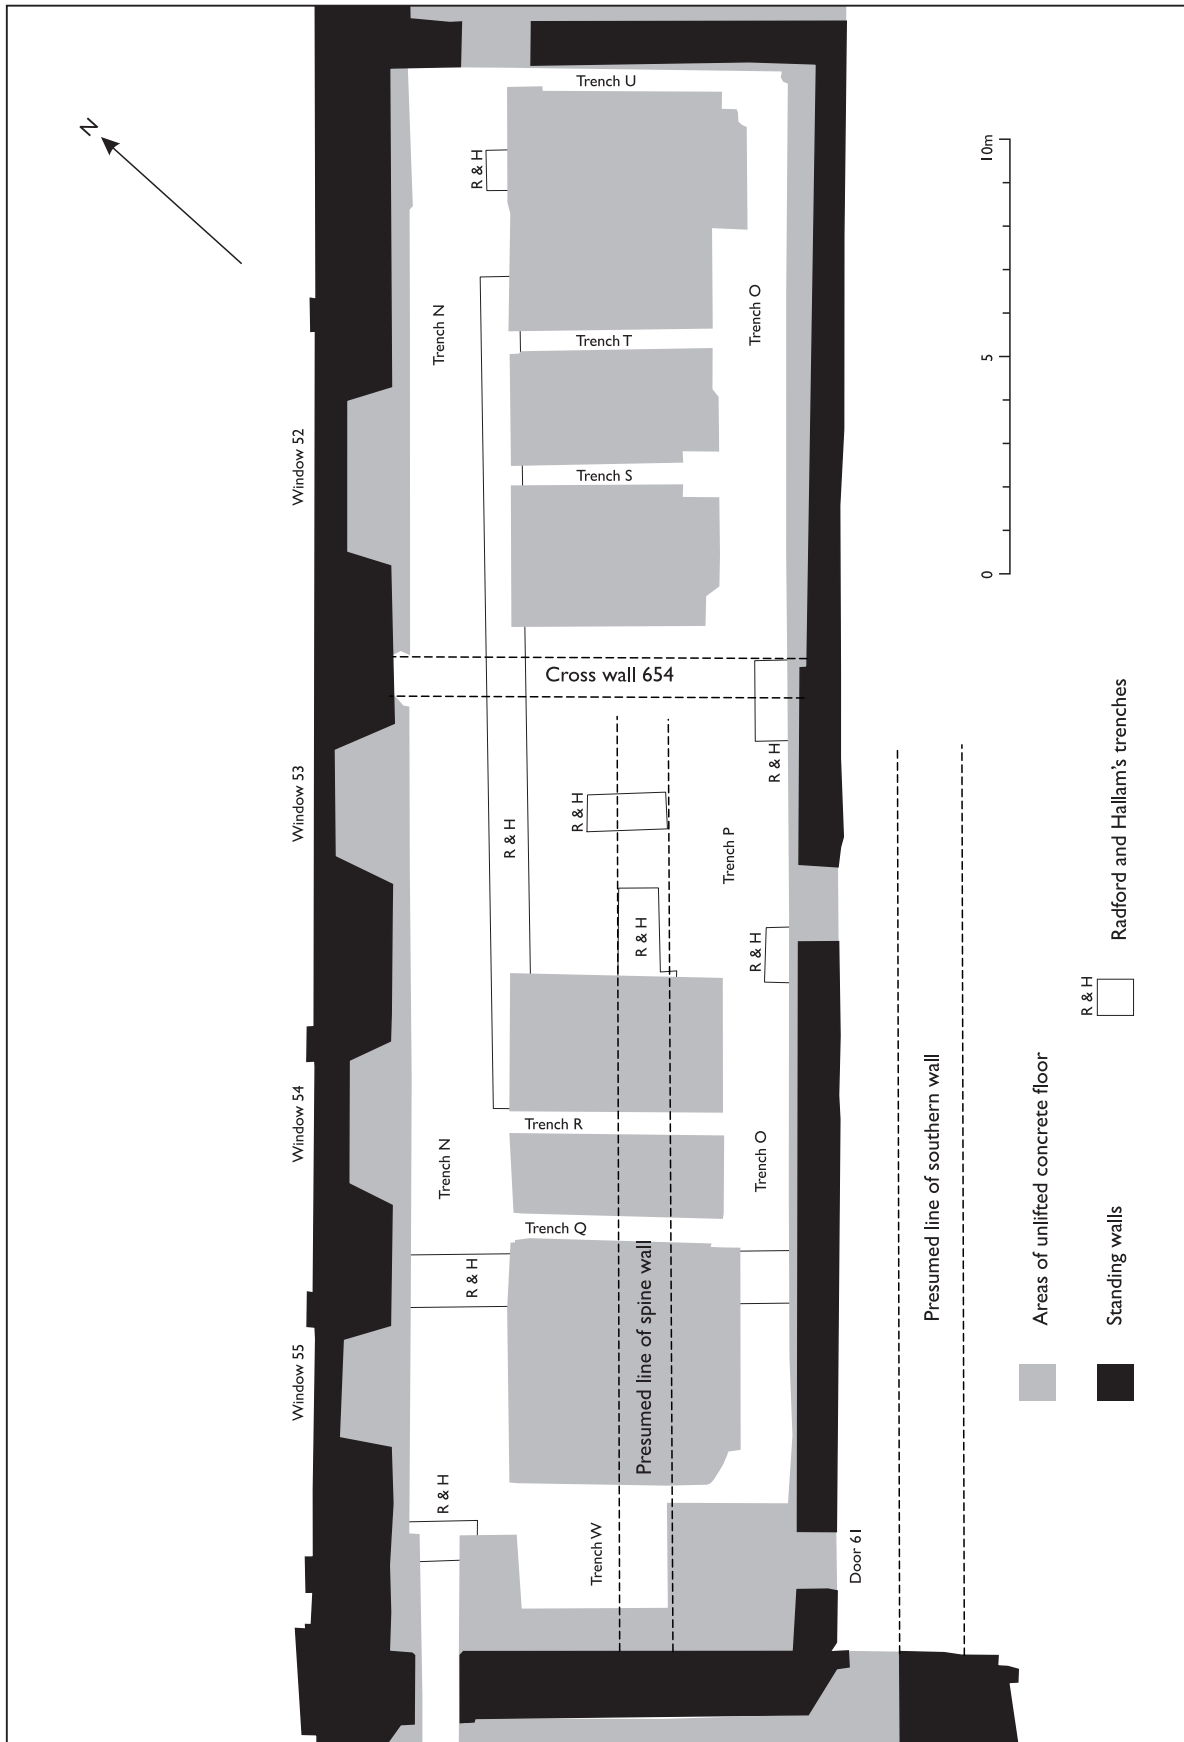 N
Trench U
R & H
10m
Trench N
Trench O
Trench T
5
Window 52
Trench S
0
Cross wall 654
Window 53
R & H
R & H
R & H
Trench P
R & H
R & H
Radford and Hallam's trenches
R & H
Window 54
Trench R
Trench N
Trench O
Presumed line of southern wall
Areas of unlifted concrete floor
Standing walls
Trench Q
R & H
Presumed line of spine wall
Window 55
R & H
Trench W
Door 61